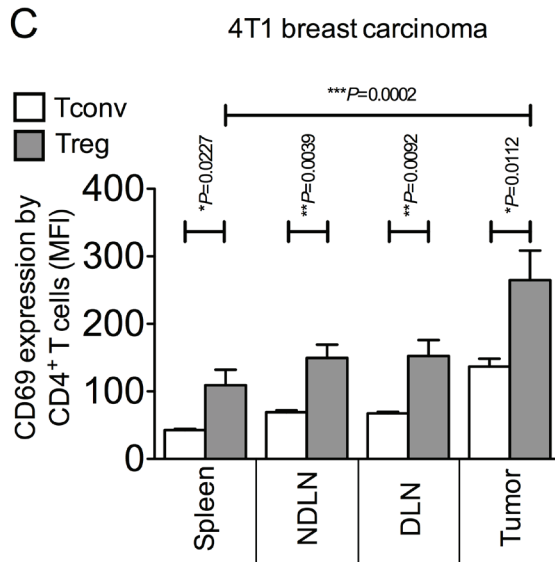 C
4T1 breast carcinoma
Tconv
Treg
***P=0.0002
*P=0.0227
**P=0.0039
**P=0.0092
*P=0.0112
CD69 expression by
CD4+ T cells (MFI)
400
300
200
100
0
Spleen
NDLN
DLN
Tumor